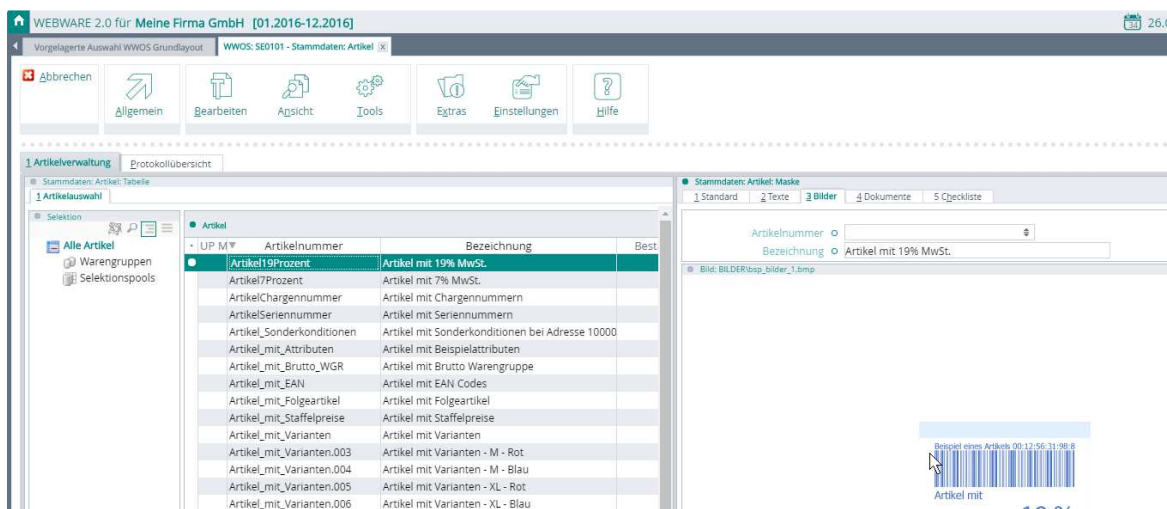 WEBWARE 2.0 für Meine Firma GmbH [01.2016-12.2016]
34 26.0
Vorgelagerte Auswahl WWOS Grundlayout WWOS: SE0101 - Stammdaten: Artikel x
Abbrechen
Allgemein Bearbeiten Ansicht Tools Extras Einstellungen Hilfe
1 Artikelverwaltung Protokollübersicht
Stammdaten: Artikel: Tabelle
1 Artikelauswahl
Selektion
Alle Artikel
Warengruppen
Selektionspools
Artikel
UP M Artikelnummer Bezeichnung Best
Artikel19Prozent Artikel mit 19% MwSt.
Artikel7Prozent Artikel mit 7% MwSt.
ArtikelChargennummer Artikel mit Chargennummern
ArtikelSeriennummer Artikel mit Seriennummern
Artikel_Sonderkonditionen Artikel mit Sonderkonditionen bei Adresse 10000
Artikel_mit_Attributen Artikel mit Beispielattributen
Artikel_mit_Brutto_WGR Artikel mit Brutto Warengruppe
Artikel_mit_EAN Artikel mit EAN Codes
Artikel_mit_Folgeartikel Artikel mit Folgeartikel
Artikel_mit_Staffelpreise Artikel mit Staffelpreise
Artikel_mit_Varianten Artikel mit Varianten
Artikel_mit_Varianten.003 Artikel mit Varianten - M - Rot
Artikel_mit_Varianten.004 Artikel mit Varianten - M - Blau
Artikel_mit_Varianten.005 Artikel mit Varianten - XL - Rot
Artikel_mit_Varianten.006 Artikel mit Varianten - XL - Blau
Stammdaten: Artikel: Maske
1 Standard 2 Texte 3 Bilder 4 Dokumente 5 Checkliste
Artikelnummer
Bezeichnung Artikel mit 19% MwSt.
Bild: BILDER\bsp_bilder_1.bmp
Beispiel eines Artikels 00:12:56:31:98:8
Artikel mit